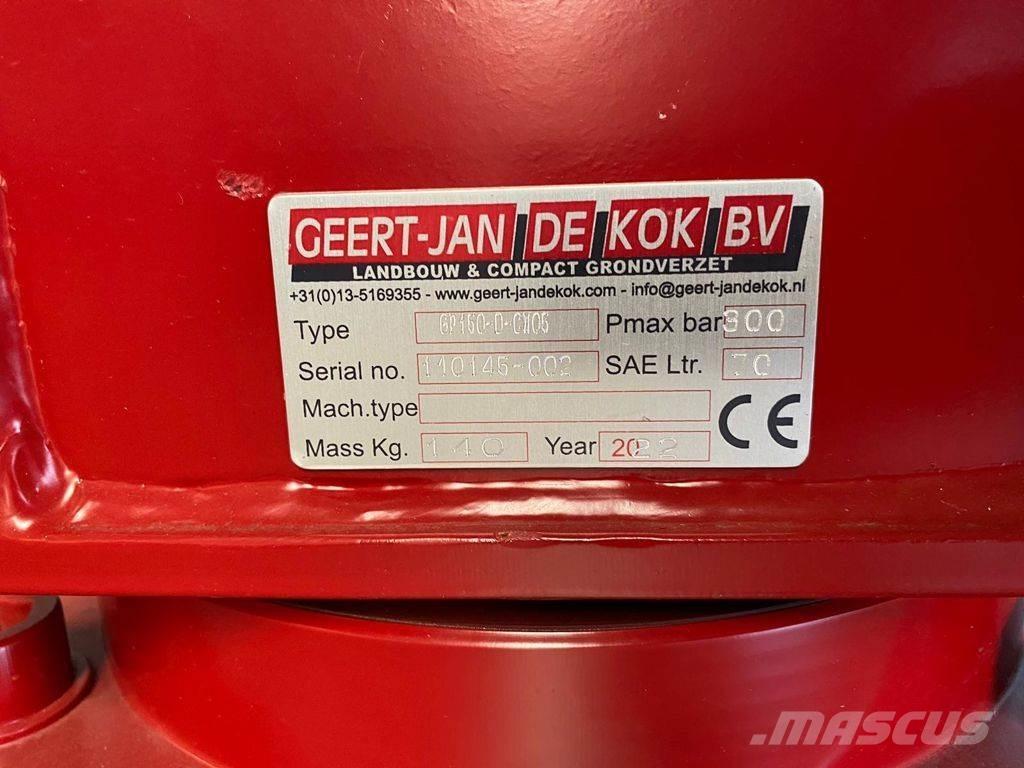 GEERT-JAN DE KOK BV
LANDBOUW & COMPACT GRONDVERZET
+31(0)13-5169355 - www.geert-jandekok.com - info@geert-jandekok.nl
Type Pmax bar 300
Serial no. 110145-002 SAE Ltr. 70
Mach.type
Mass Kg. 140 Year 2022
CE
MASCUS